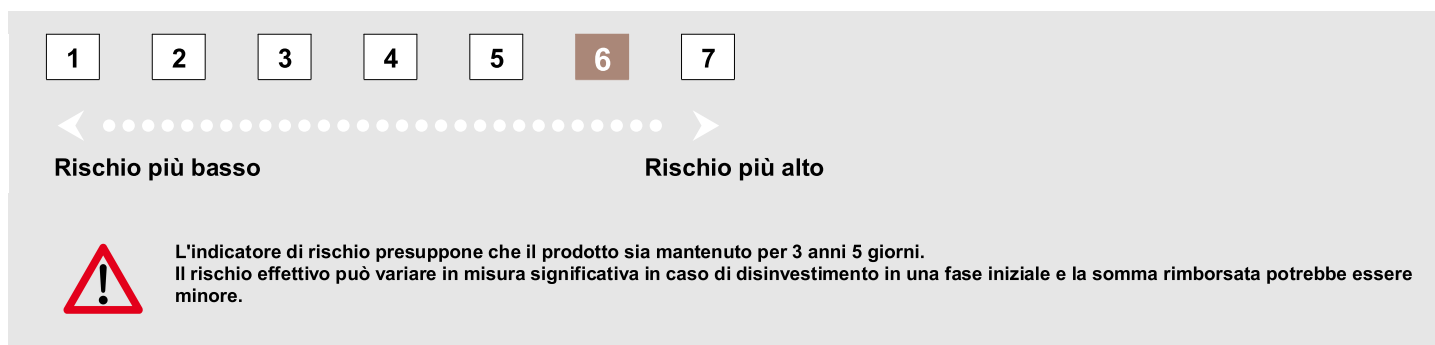 1 2 3 4 5 6 7
Rischio più basso Rischio più alto
L'indicatore di rischio presuppone che il prodotto sia mantenuto per 3 anni 5 giorni.
Il rischio effettivo può variare in misura significativa in caso di disinvestimento in una fase iniziale e la somma rimborsata potrebbe essere
minore.